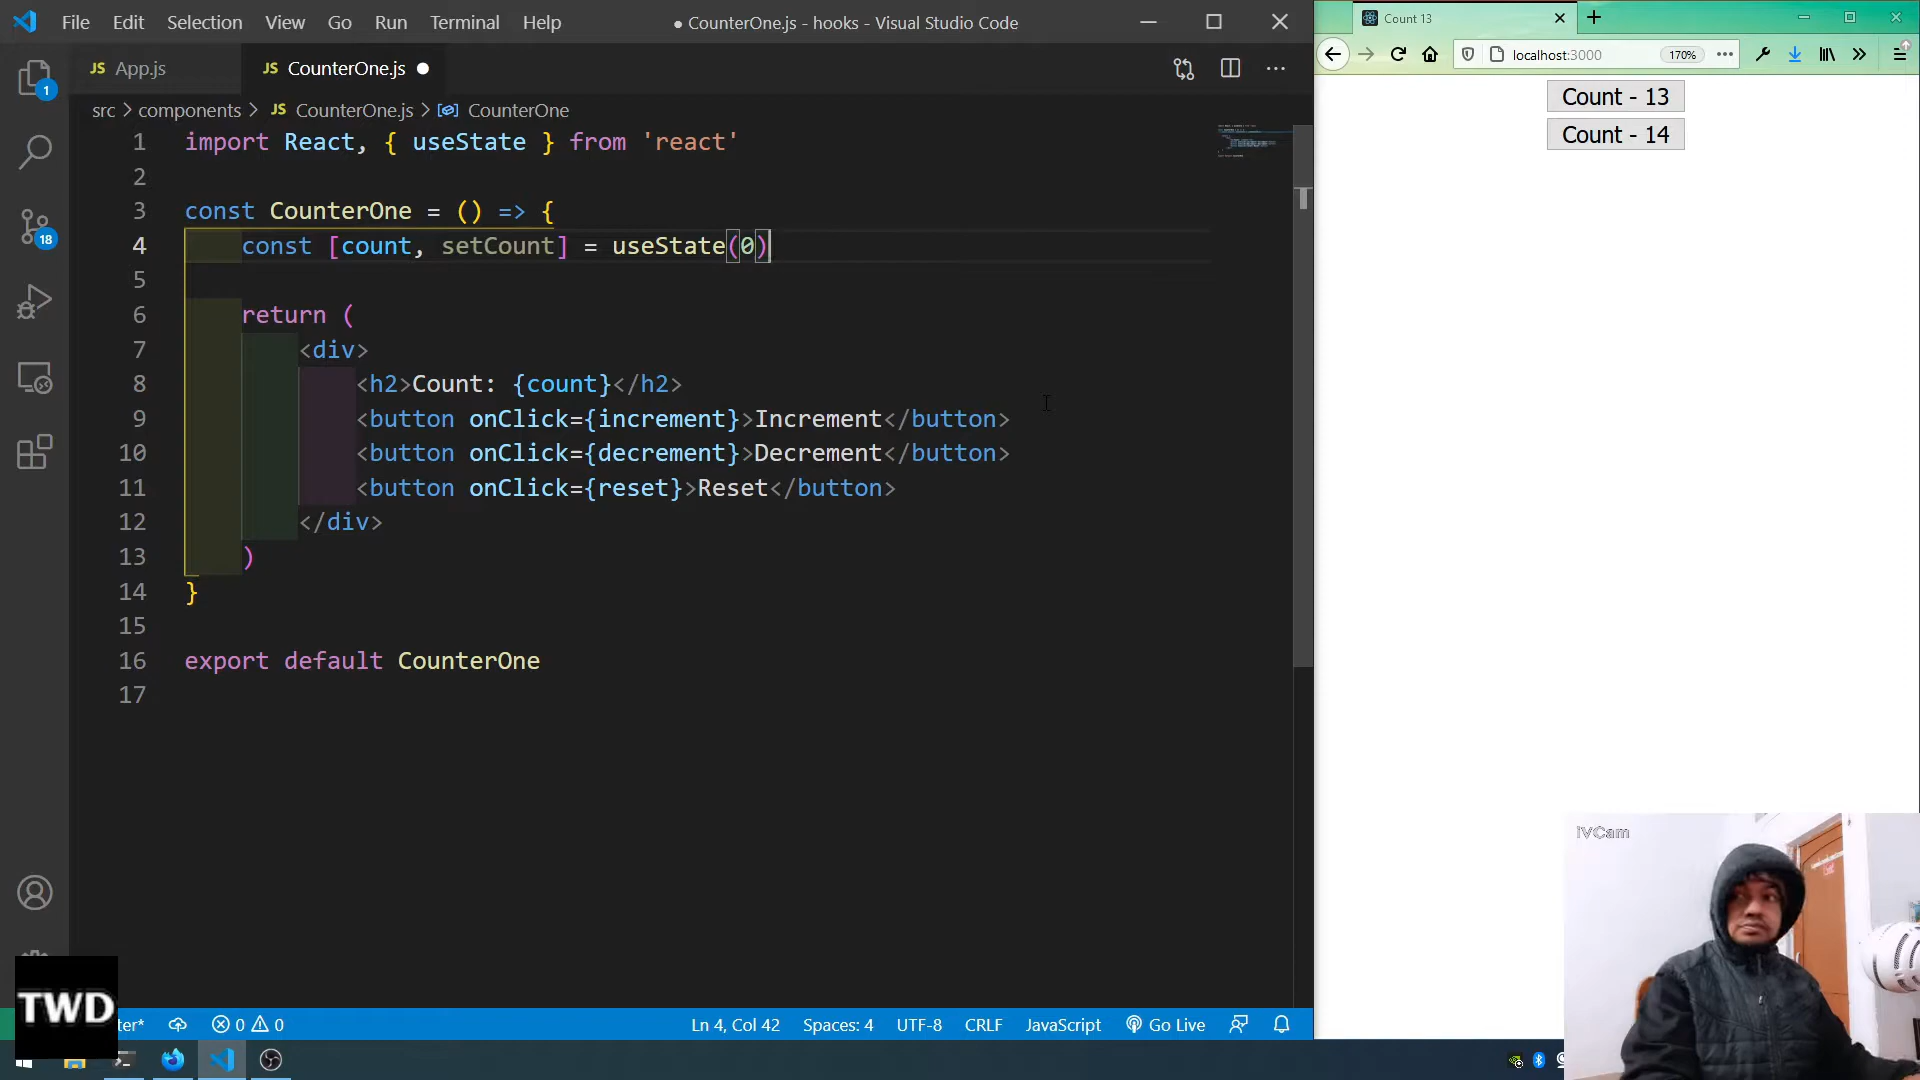 File Edit Selection View Go Run Terminal Help
● CounterOne.js - hooks - Visual Studio Code
JS App.js
JS CounterOne.js ●
src > components > JS CounterOne.js > CounterOne
1 import React, { useState } from 'react'
2
3 const CounterOne = () => {
4 const [count, setCount] = useState(0)
5
6 return (
7 <div>
8 <h2>Count: {count}</h2>
9 <button onClick={increment}>Increment</button>
10 <button onClick={decrement}>Decrement</button>
11 <button onClick={reset}>Reset</button>
12 </div>
13 )
14 }
15
16 export default CounterOne
17
1
18
TWD
ter* 0 0
Ln 4, Col 42 Spaces: 4 UTF-8 CRLF JavaScript Go Live
Count 13
localhost:3000 170%
Count - 13
Count - 14
iVCam